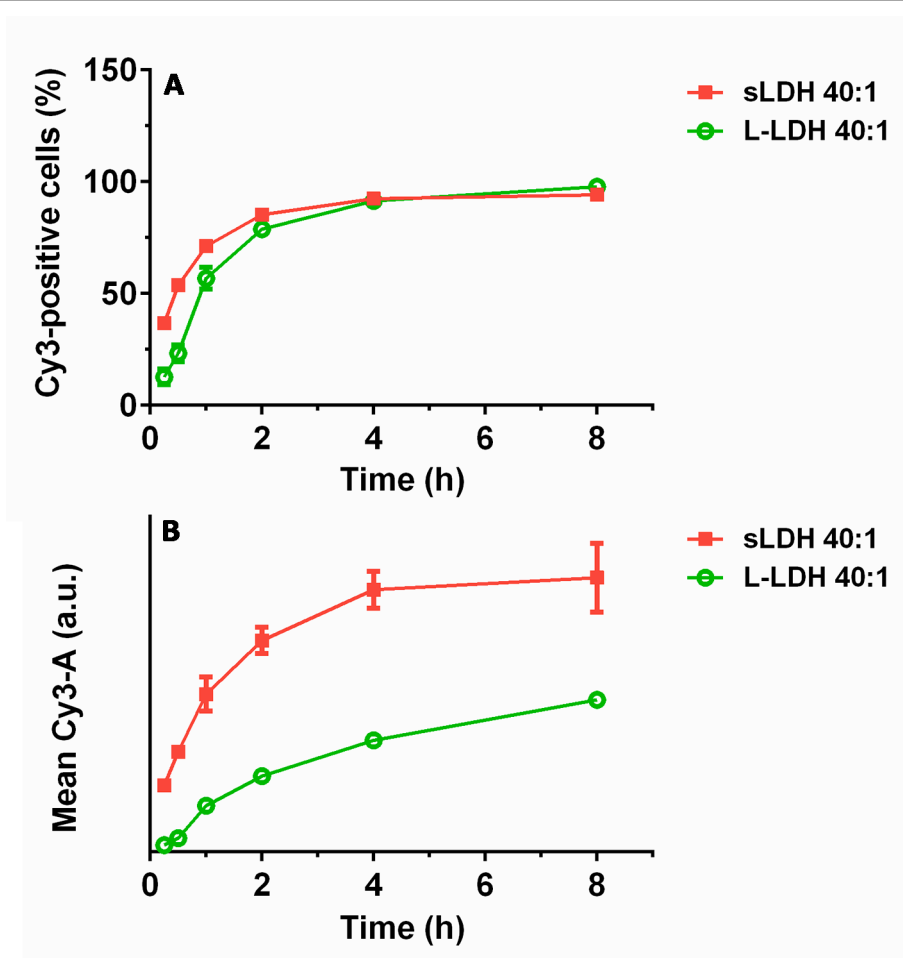 A
150
100
50
0
Cy3-positive cells (%)
0 2 4 6 8
Time (h)
sLDH 40:1
L-LDH 40:1
B
Mean Cy3-A (a.u.)
0 2 4 6 8
Time (h)
sLDH 40:1
L-LDH 40:1